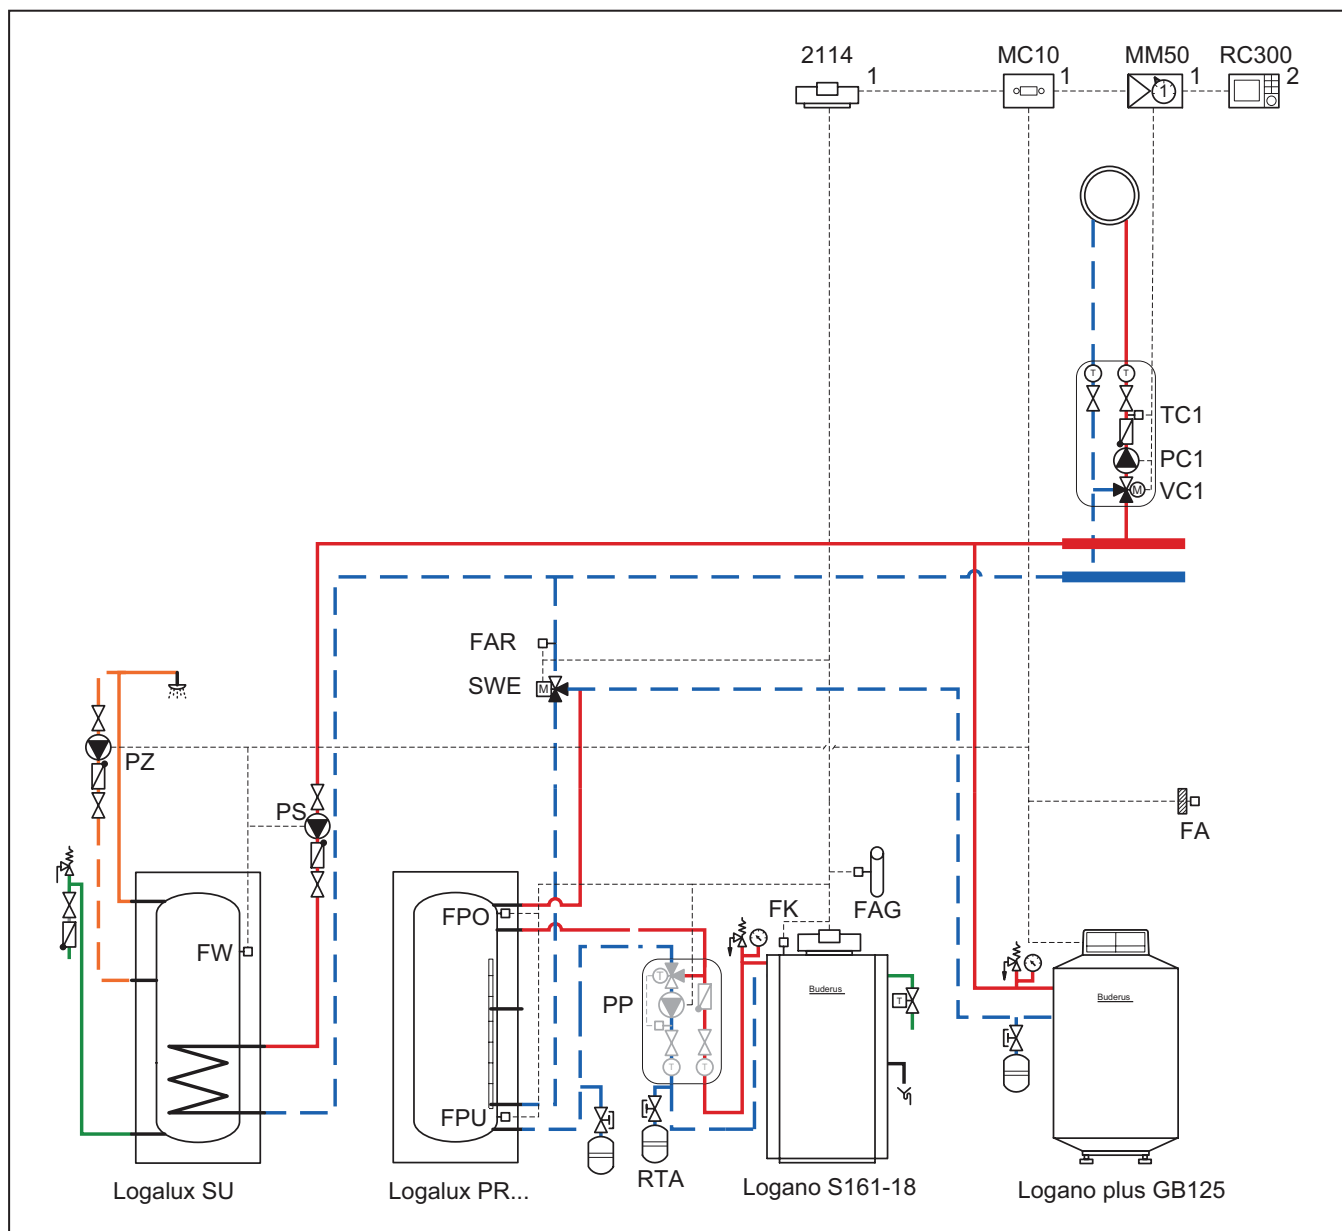 2114 MC10 MM50 RC300
1 1 1 2
1
T T
TC1
PC1
VC1
M
FAR
SWE
M
PZ
PS
FA
FPO FK FAG
FW
T
PP
Buderus
Buderus
T
T T
FPU
RTA
Logalux SU
Logalux PR...
Logano S161-18
Logano plus GB125